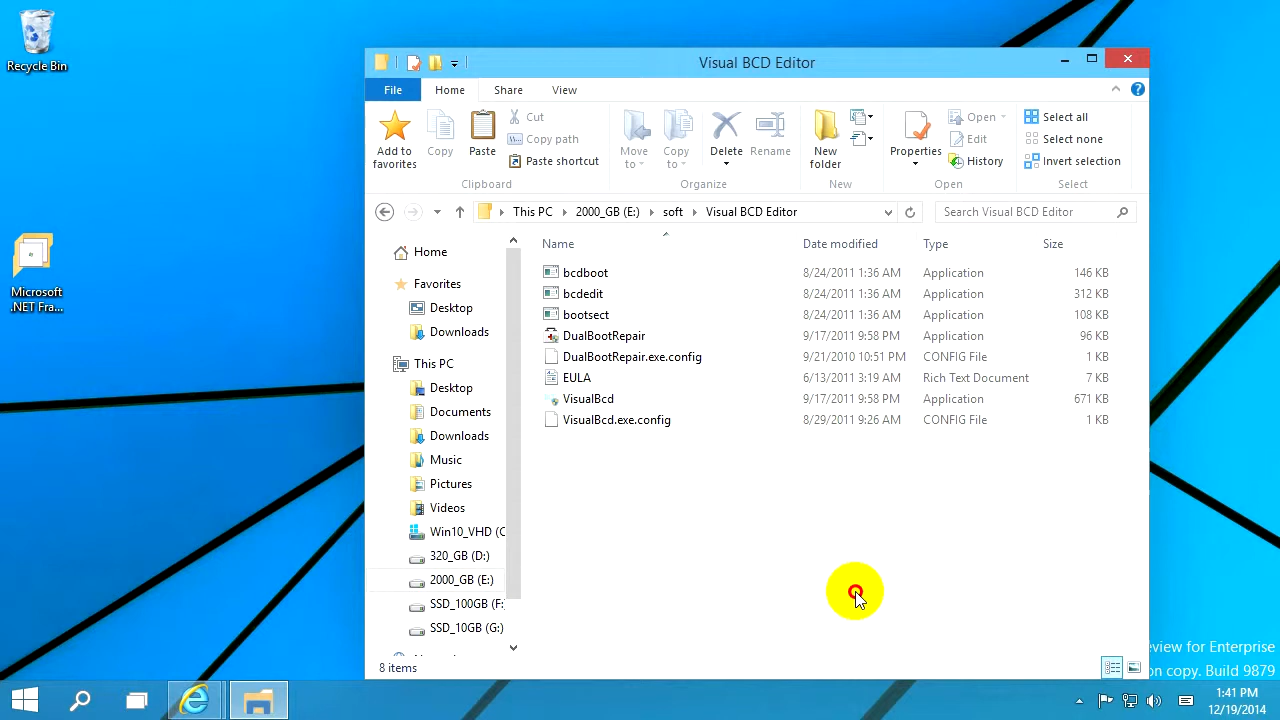 Recycle Bin
Microsoft
.NET Fra...
Visual BCD Editor
File Home Share View
Add to
favorites
Copy
Paste
Cut
Copy path
Paste shortcut
Clipboard
Move
to
Copy
to
Delete
Rename
Organize
New
folder
New
Properties
Open
Edit
History
Open
Select all
Select none
Invert selection
Select
This PC 2000_GB (E:) soft Visual BCD Editor
Search Visual BCD Editor
Home
Favorites
Desktop
Downloads
This PC
Desktop
Documents
Downloads
Music
Pictures
Videos
Win10_VHD (C
320_GB (D:)
2000_GB (E:)
SSD_100GB (F:
SSD_10GB (G:)
Name Date modified Type Size
bcdboot 8/24/2011 1:36 AM Application 146 KB
bcdedit 8/24/2011 1:36 AM Application 312 KB
bootsect 8/24/2011 1:36 AM Application 108 KB
DualBootRepair 9/17/2011 9:58 PM Application 96 KB
DualBootRepair.exe.config 9/21/2010 10:51 PM CONFIG File 1 KB
EULA 6/13/2011 3:19 AM Rich Text Document 7 KB
VisualBcd 9/17/2011 9:58 PM Application 671 KB
VisualBcd.exe.config 8/29/2011 9:26 AM CONFIG File 1 KB
8 items
eview for Enterprise
on copy. Build 9879
1:41 PM
12/19/2014